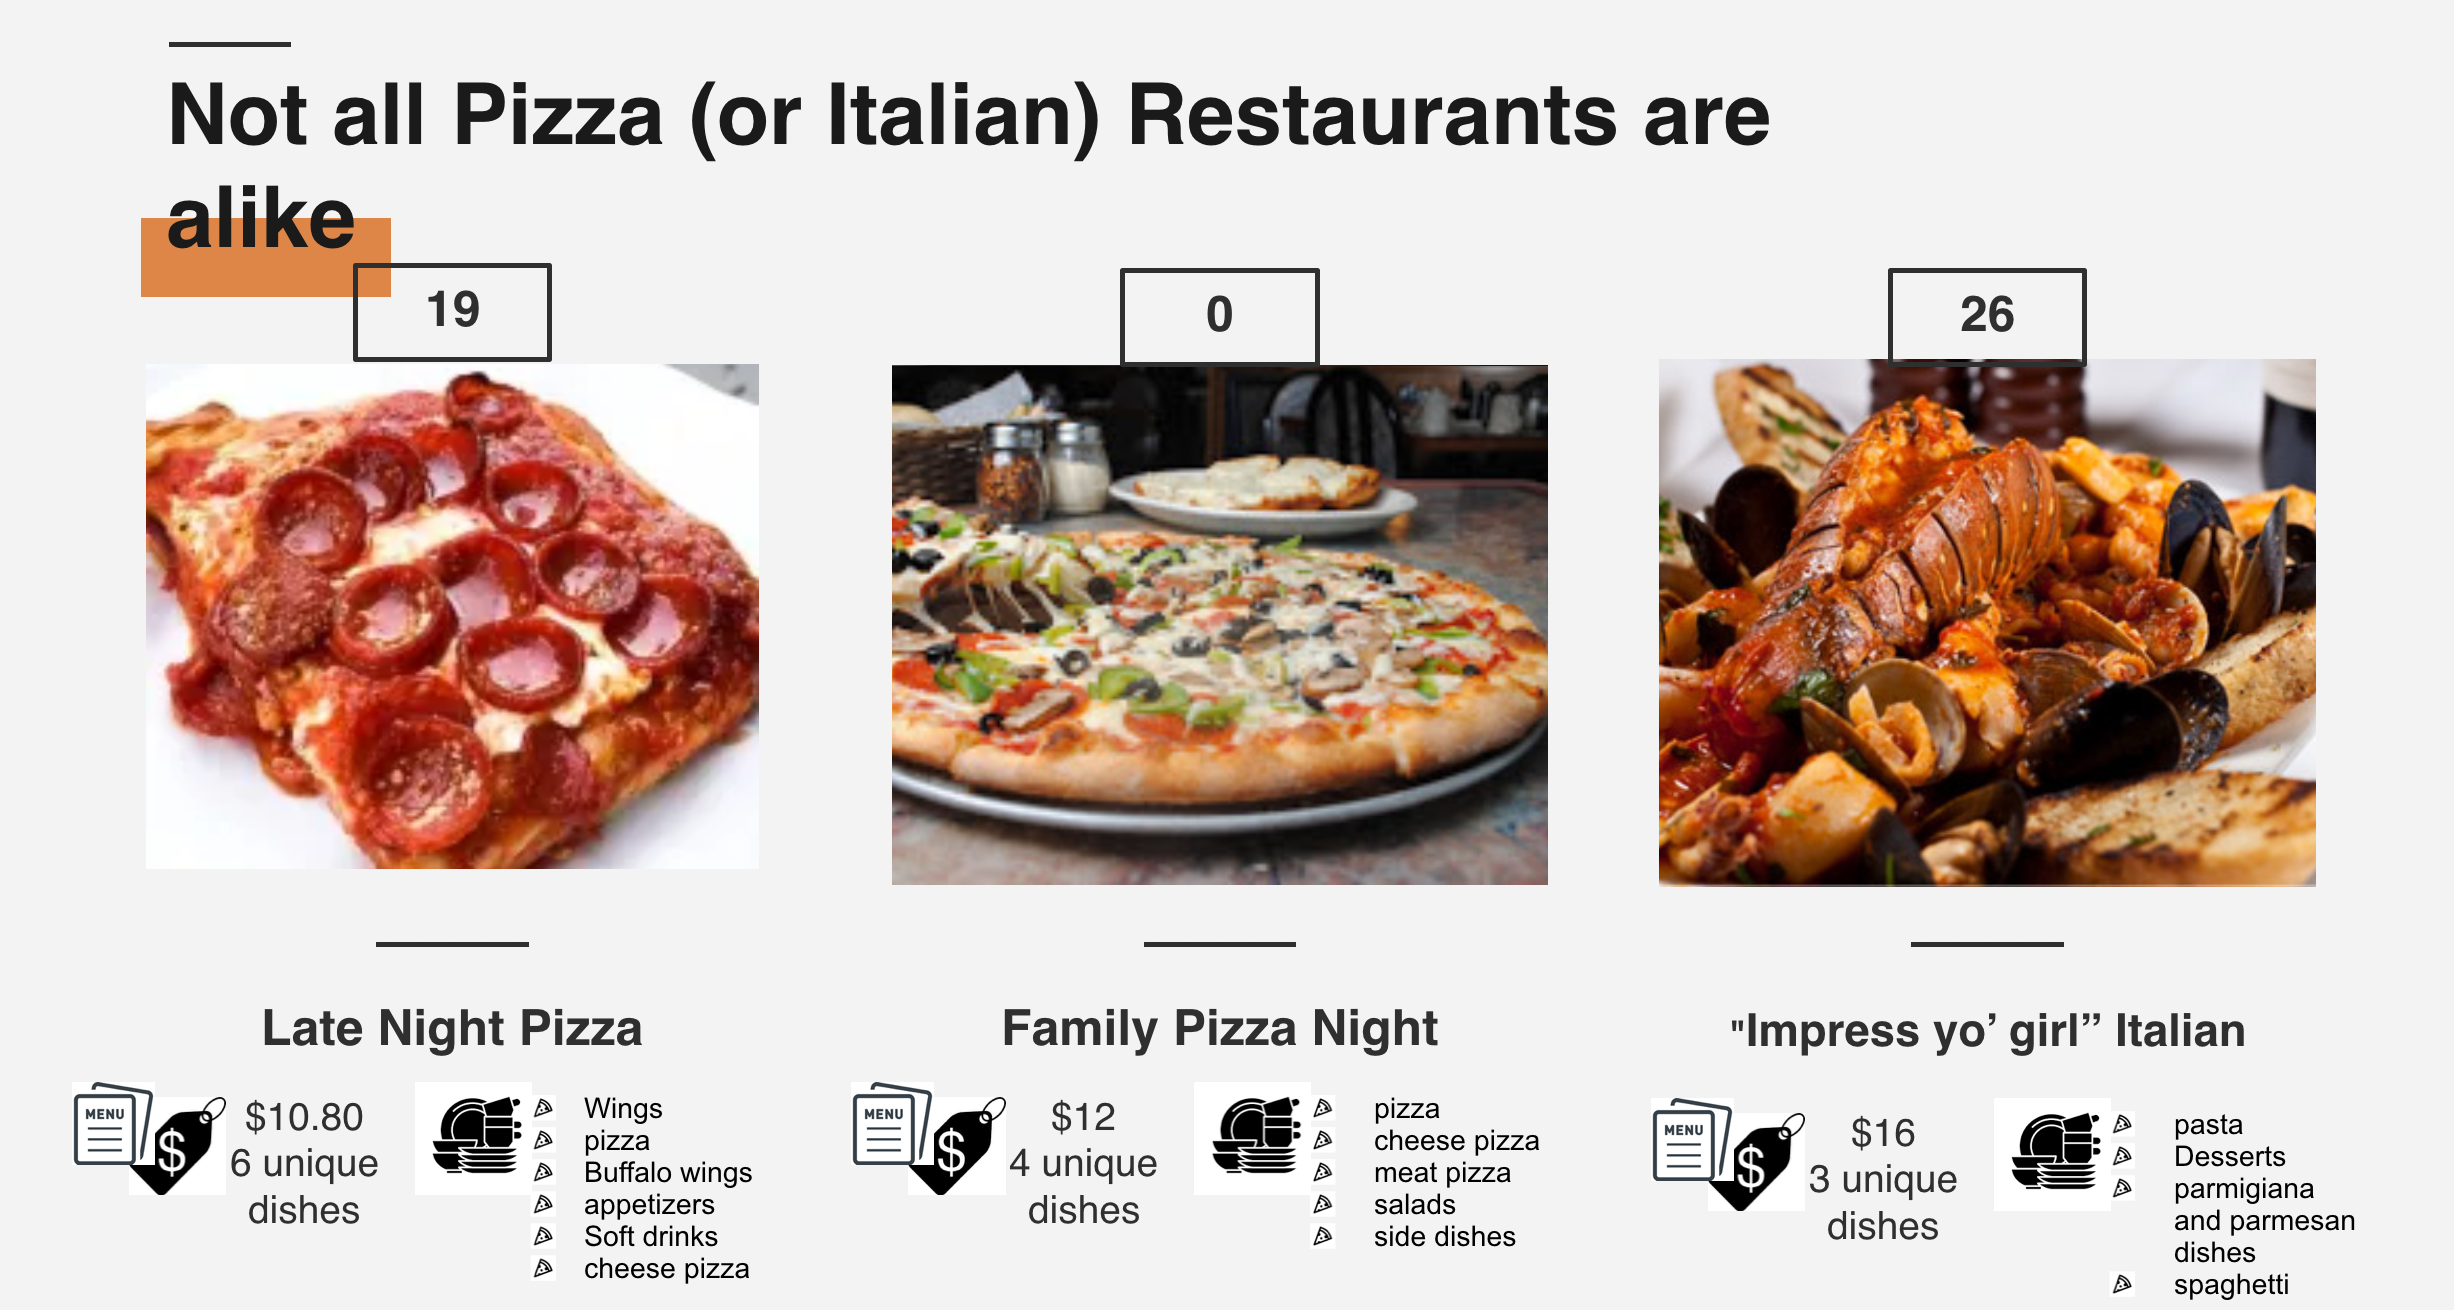 Not all Pizza (or Italian) Restaurants are
alike
19
0
26
Late Night Pizza
Family Pizza Night
"Impress yo’ girl” Italian
MENU
$
$10.80
6 unique
dishes
Wings
pizza
Buffalo wings
appetizers
Soft drinks
cheese pizza
MENU
$
$12
4 unique
dishes
pizza
cheese pizza
meat pizza
salads
side dishes
MENU
$
$16
3 unique
dishes
pasta
Desserts
parmigiana
and parmesan
dishes
spaghetti